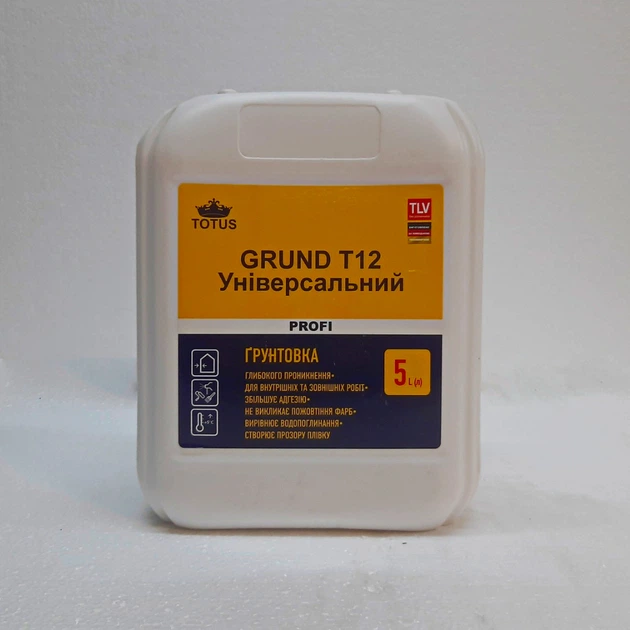 TOTUS
TLV
GRUND T12
Універсальний
PROFI
ҐРУНТОВКА
ГЛИБОКОГО ПРОНИКНЕННЯ•
ДЛЯ ВНУТРІШНІХ ТА ЗОВНІШНІХ РОБІТ•
ЗБІЛЬШУЄ АДГЕЗІЮ•
НЕ ВИКЛИКАЄ ПОЖОВТІННЯ ФАРБ•
ВИРІВНЮЄ ВОДОПОГЛИНАННЯ•
СТВОРЮЄ ПРОЗОРУ ПЛІВКУ
5 L (л)